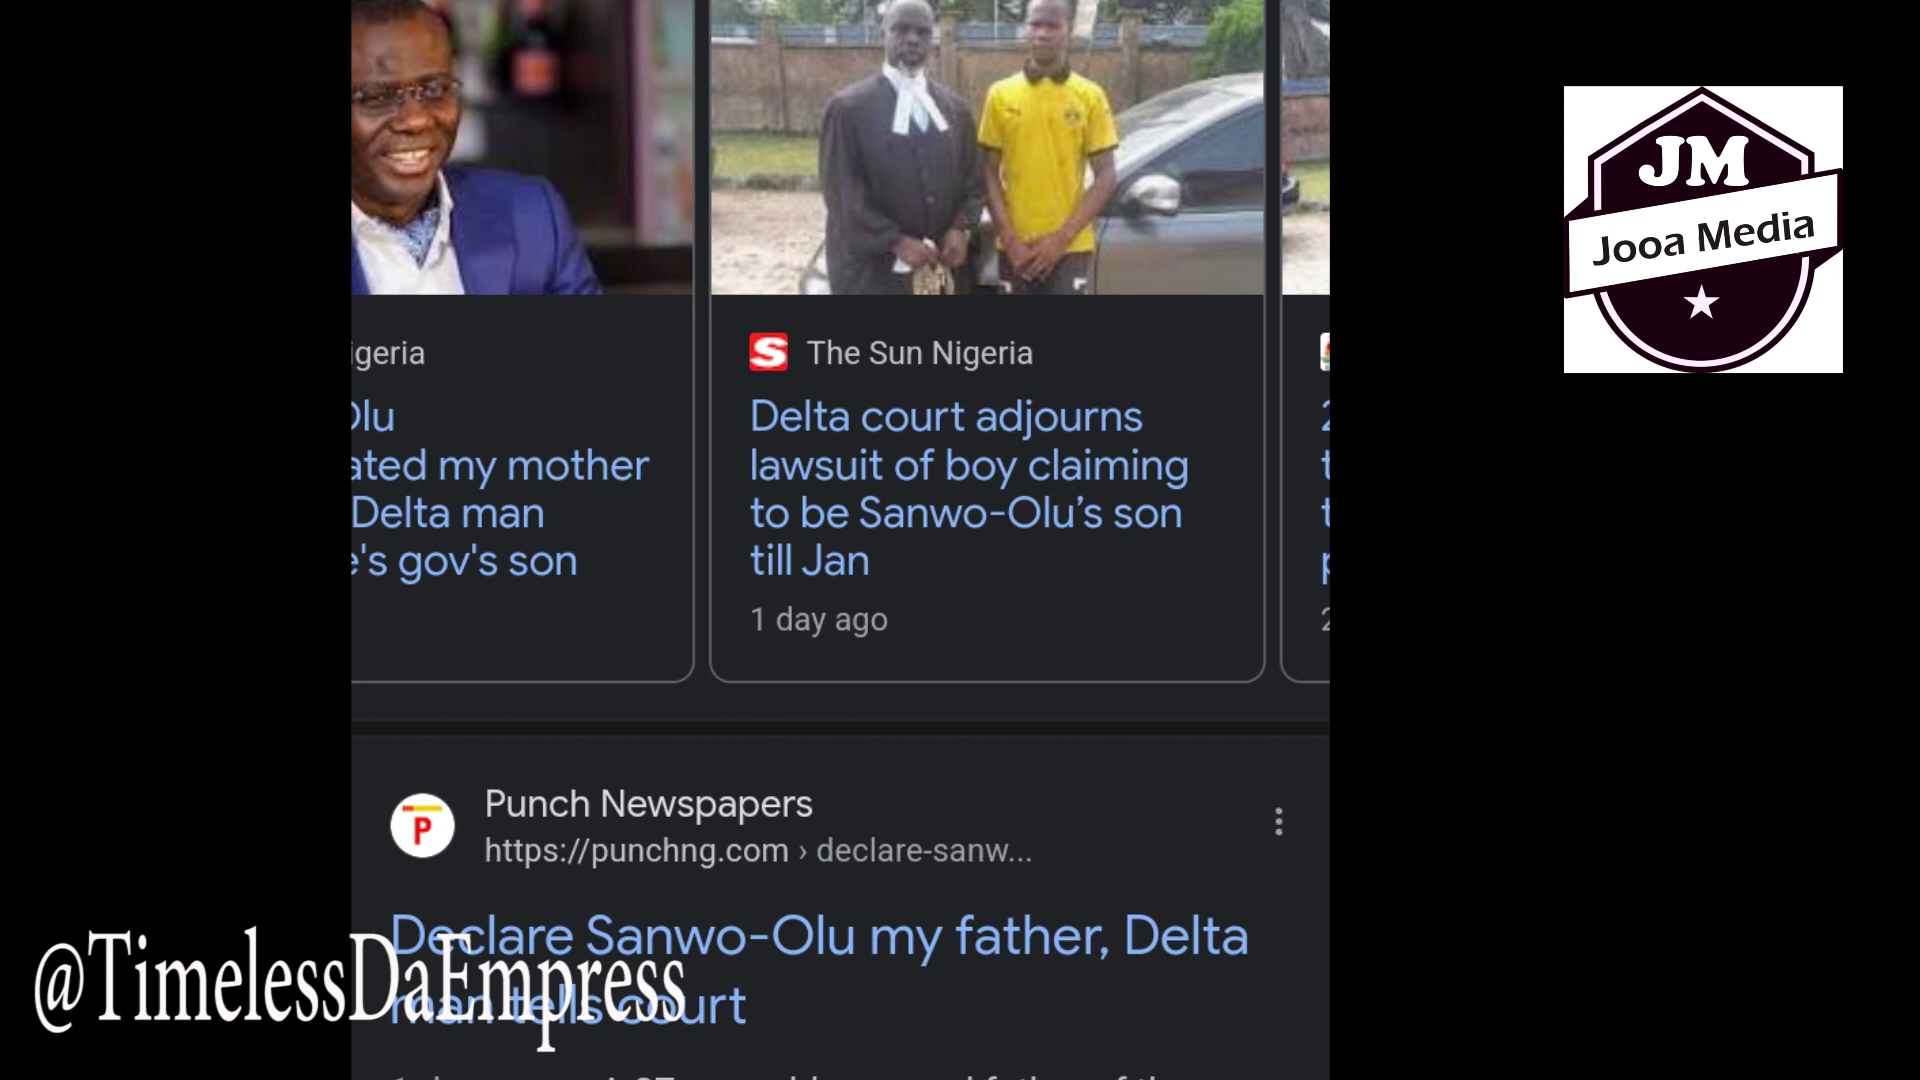 JM
Jooa Media
igeria
The Sun Nigeria
Olu
ated my mother
Delta man
e's gov's son
Delta court adjourns
lawsuit of boy claiming
to be Sanwo-Olu’s son
till Jan
1 day ago
Punch Newspapers
https://punchng.com › declare-sanw...
Declare Sanwo-Olu my father, Delta
man tells court
@TimelessDaEmpress